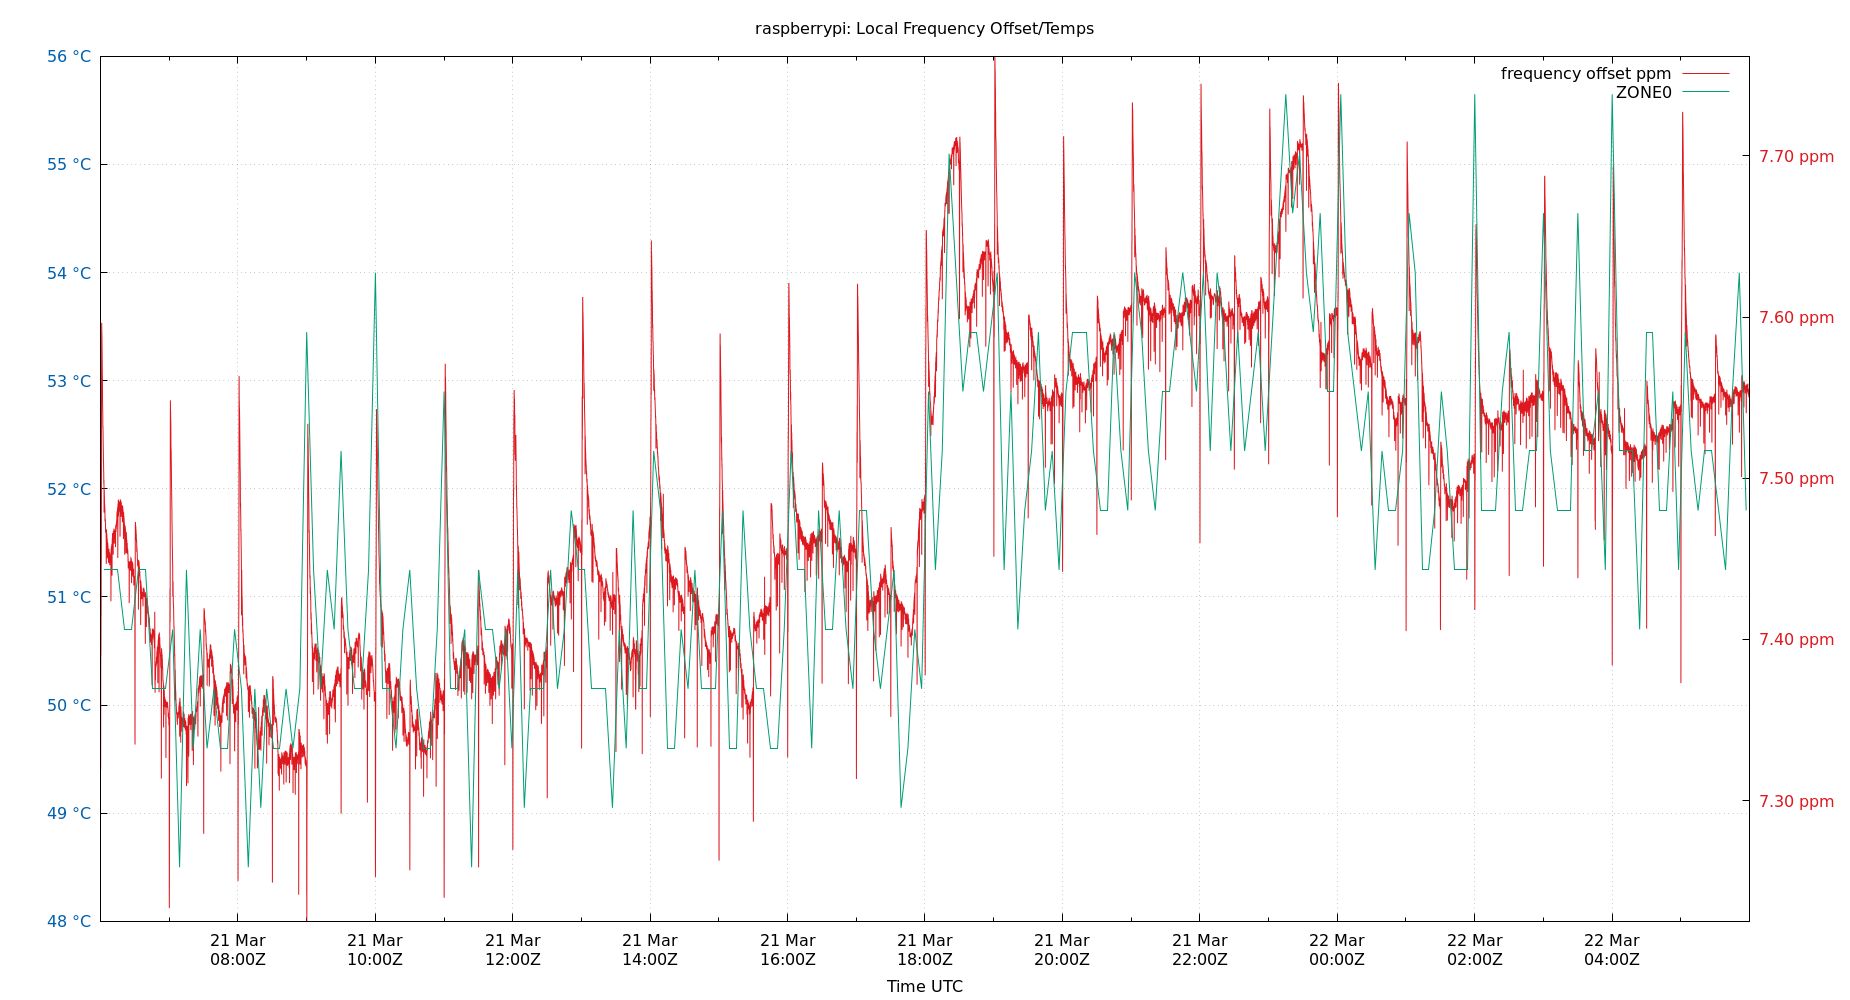 raspberrypi: Local Frequency Offset/Temps
56 °C
55 °C
54 °C
53 °C
52 °C
51 °C
50 °C
49 °C
48 °C
frequency offset ppm
ZONE0
7.70 ppm
7.60 ppm
7.50 ppm
7.40 ppm
7.30 ppm
21 Mar
08:00Z
21 Mar
10:00Z
21 Mar
12:00Z
21 Mar
14:00Z
21 Mar
16:00Z
21 Mar
18:00Z
21 Mar
20:00Z
21 Mar
22:00Z
22 Mar
00:00Z
22 Mar
02:00Z
22 Mar
04:00Z
Time UTC